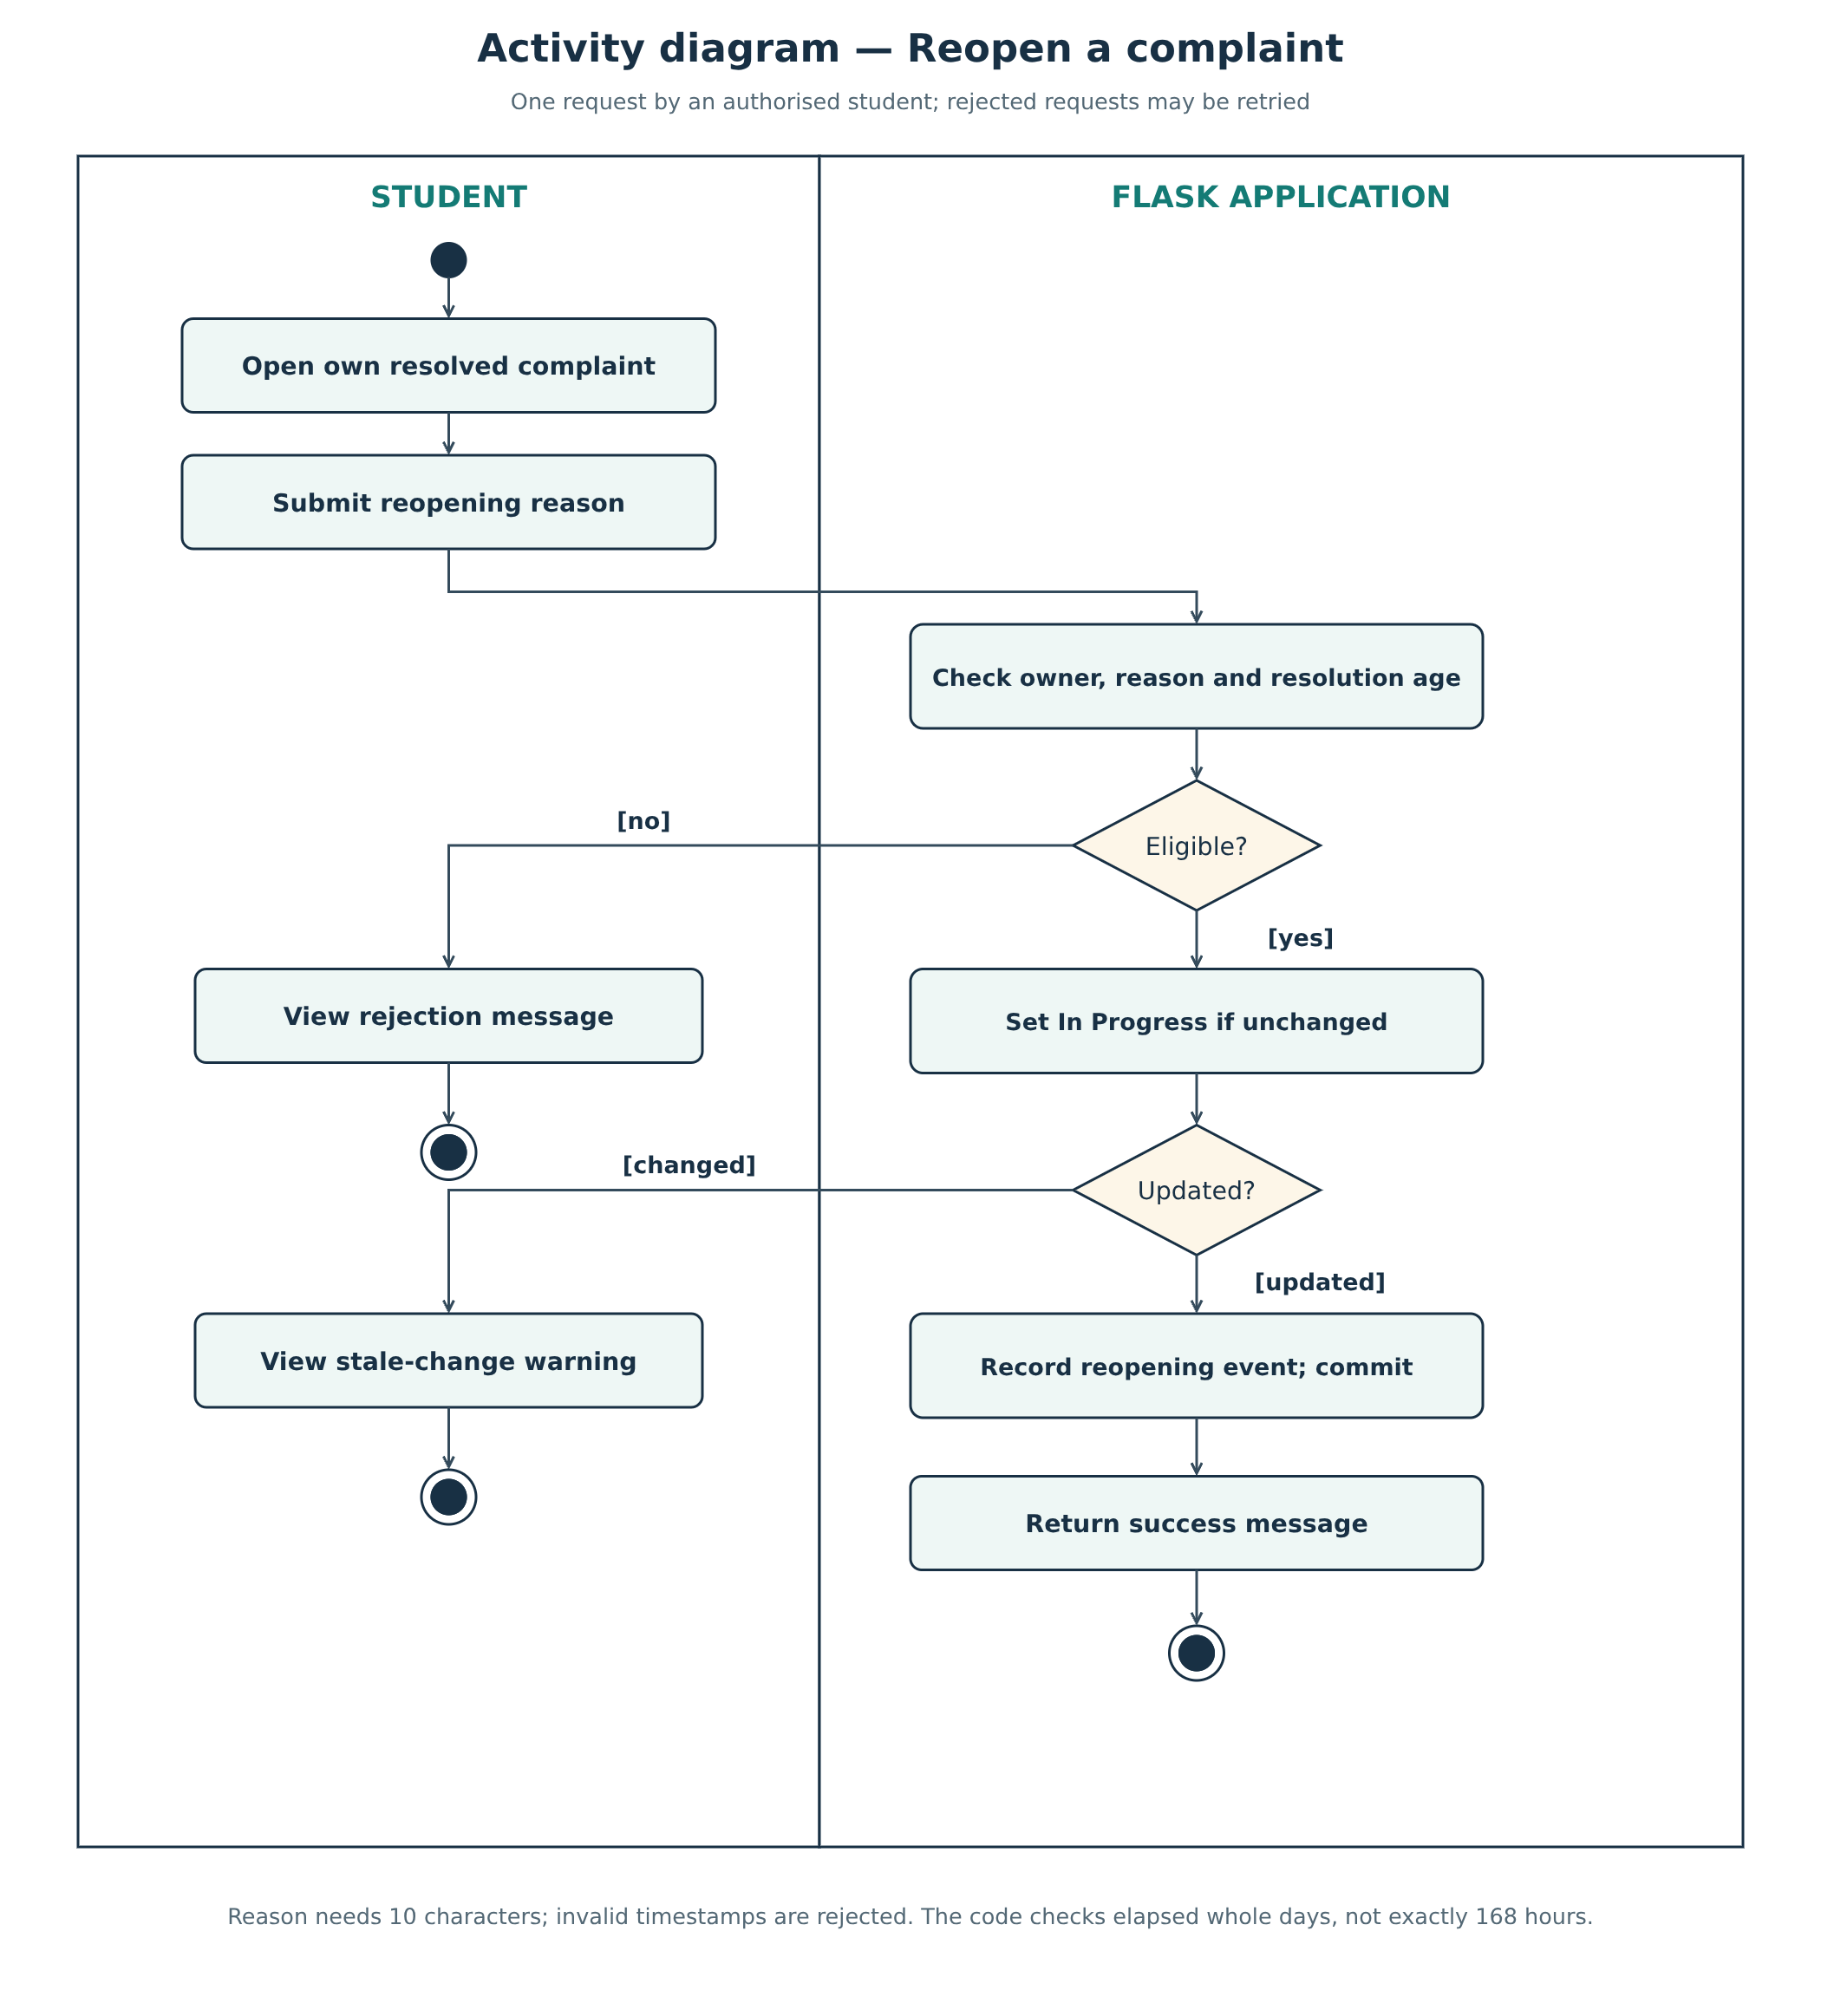 Activity diagram — Reopen a complaint
One request by an authorised student; rejected requests may be retried
STUDENT
FLASK APPLICATION
Open own resolved complaint
Submit reopening reason
Check owner, reason and resolution age
[no]
Eligible?
[yes]
View rejection message
Set In Progress if unchanged
[changed]
Updated?
[updated]
View stale-change warning
Record reopening event; commit
Return success message
Reason needs 10 characters; invalid timestamps are rejected. The code checks elapsed whole days, not exactly 168 hours.